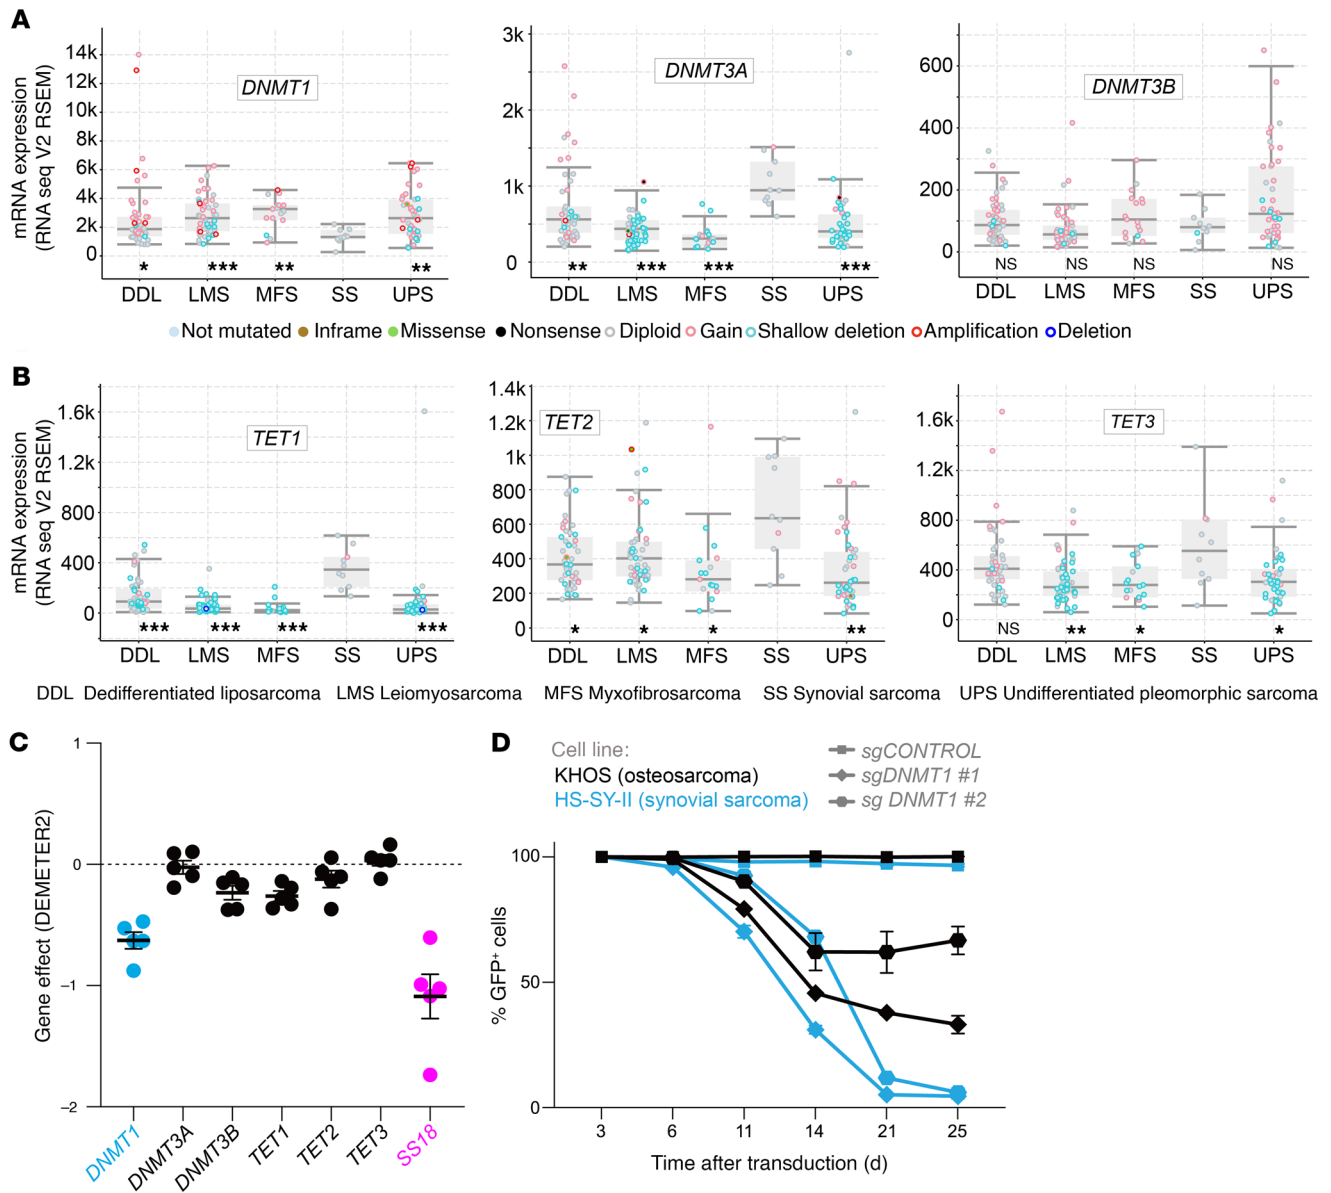 A
mRNA expression
(RNA seq V2 RSEM)
14k
12k
10k
8k
6k
4k
2k
0
DNMT1
* *** ** **
DDL LMS MFS SS UPS
3k
2k
1k
0
DNMT3A
** *** *** ***
DDL LMS MFS SS UPS
600
400
200
0
DNMT3B
NS NS NS NS
DDL LMS MFS SS UPS
Not mutated Inframe Missense Nonsense Diploid Gain Shallow deletion Amplification Deletion
B
mRNA expression
(RNA seq V2 RSEM)
1.6k
1.2k
800
400
0
TET1
*** *** *** ***
DDL LMS MFS SS UPS
1.4k
1.2k
1k
800
600
400
200
0
TET2
* * * **
DDL LMS MFS SS UPS
1.2k
800
400
0
TET3
NS ** * *
DDL LMS MFS SS UPS
DDL Dedifferentiated liposarcoma LMS Leiomyosarcoma MFS Myxofibrosarcoma SS Synovial sarcoma UPS Undifferentiated pleomorphic sarcoma
C
Gene effect (DEMETER2)
1
0
−1
−2
DNMT1 DNMT3A DNMT3B TET1 TET2 TET3 SS18
D
Cell line:
KHOS (osteosarcoma)
HS-SY-II (synovial sarcoma)
sgCONTROL
sgDNMT1 #1
sg DNMT1 #2
% GFP+ cells
100
50
0
3 6 11 14 21 25
Time after transduction (d)